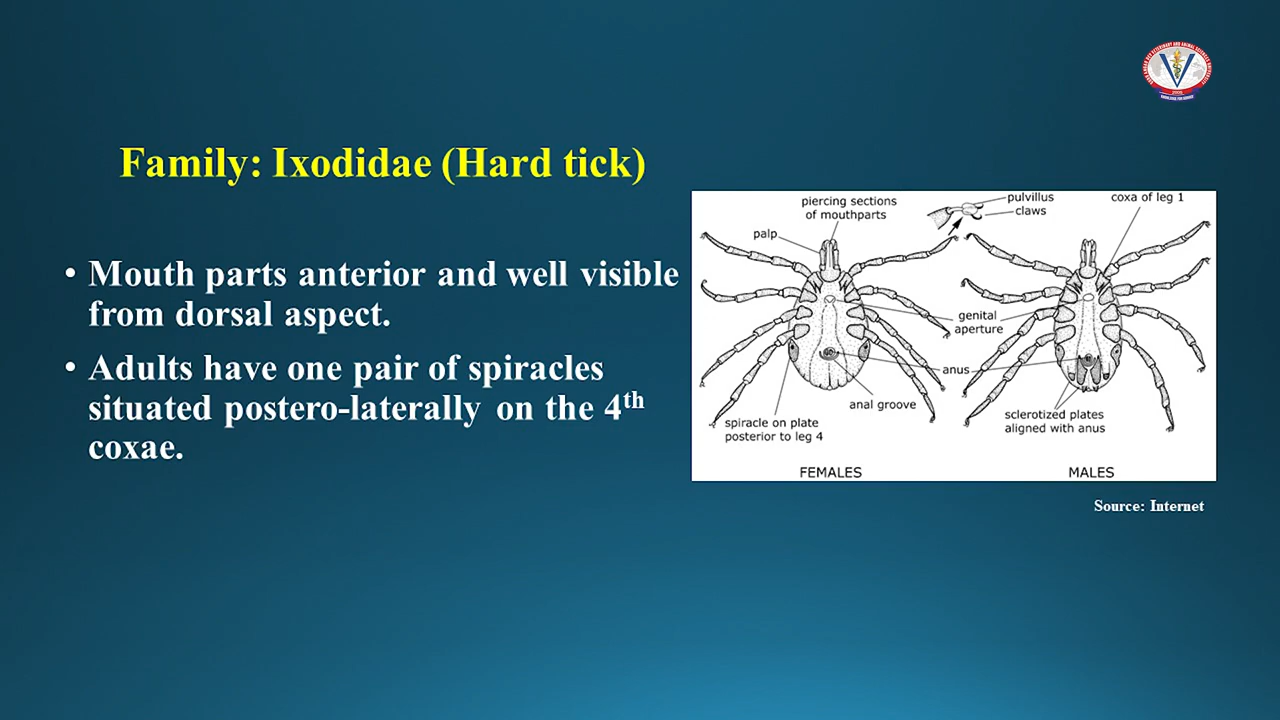 Family: Ixodidae (Hard tick)
• Mouth parts anterior and well visible
from dorsal aspect.
• Adults have one pair of spiracles
situated postero-laterally on the 4th
coxae.
piercing sections
of mouthparts
pulvillus
claws
coxa of leg 1
palp
genital
aperture
anus
anal groove
spiracle on plate
posterior to leg 4
sclerotized plates
aligned with anus
FEMALES
MALES
Source: Internet